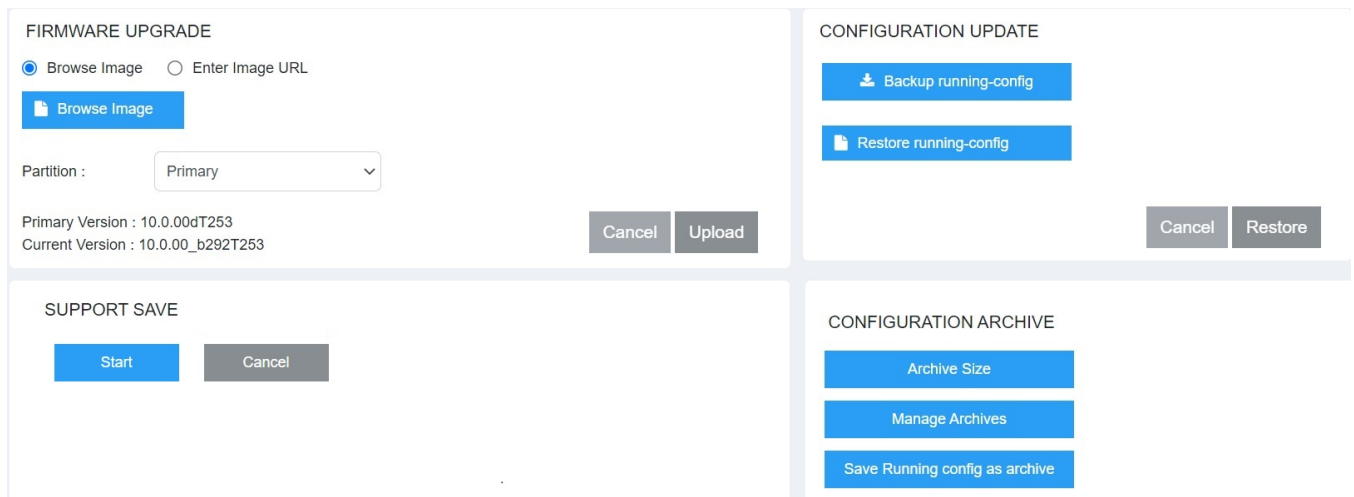 FIRMWARE UPGRADE
Browse Image Enter Image URL
Browse Image
Partition : Primary
Primary Version : 10.0.00dT253
Current Version : 10.0.00_b292T253
Cancel Upload
CONFIGURATION UPDATE
Backup running-config
Restore running-config
Cancel Restore
SUPPORT SAVE
Start Cancel
CONFIGURATION ARCHIVE
Archive Size
Manage Archives
Save Running config as archive